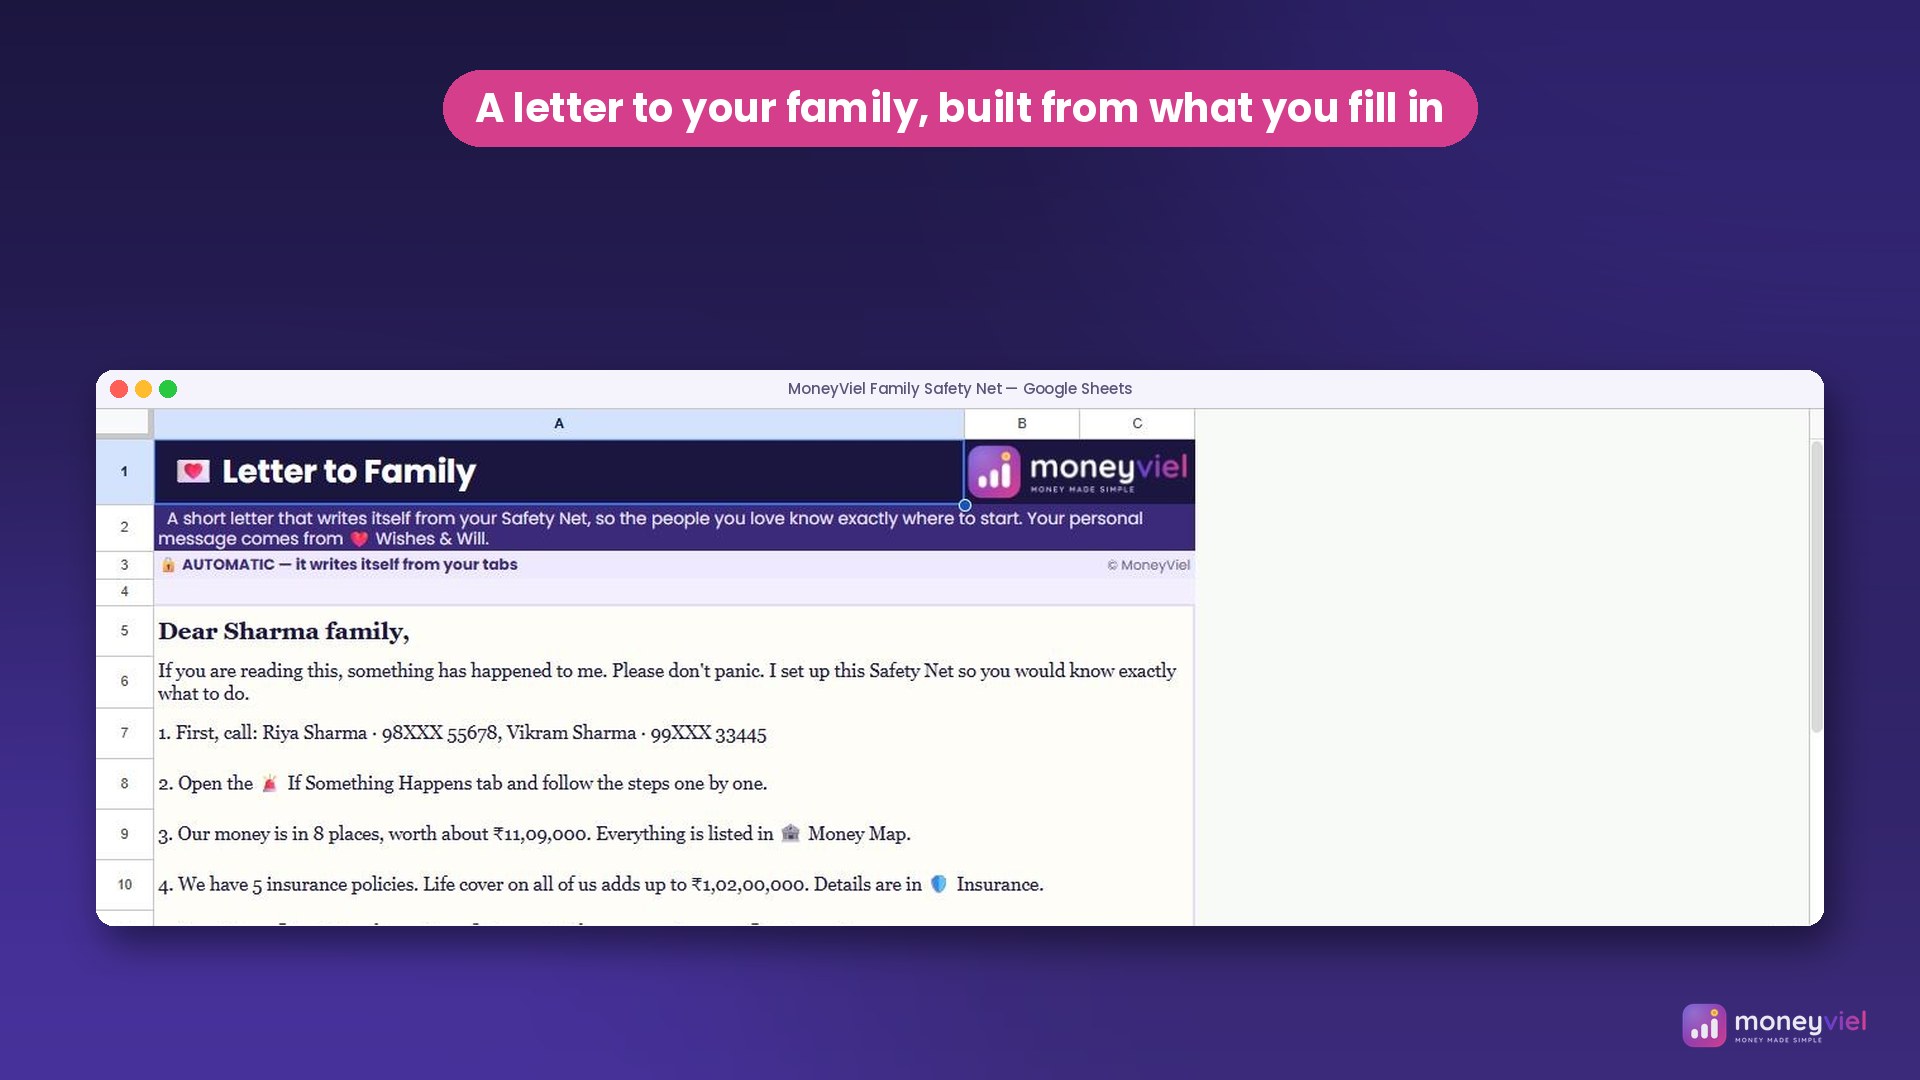 A letter to your family, built from what you fill in
MoneyViel Family Safety Net — Google Sheets
A B C
1 💌 Letter to Family moneyviel
MONEY MADE SIMPLE
2 A short letter that writes itself from your Safety Net, so the people you love know exactly where to start. Your personal
message comes from ❤️ Wishes & Will.
3 🔒 AUTOMATIC — it writes itself from your tabs © MoneyViel
4
5 Dear Sharma family,
6 If you are reading this, something has happened to me. Please don't panic. I set up this Safety Net so you would know exactly
what to do.
7 1. First, call: Riya Sharma · 98XXX 55678, Vikram Sharma · 99XXX 33445
8 2. Open the 🚨 If Something Happens tab and follow the steps one by one.
9 3. Our money is in 8 places, worth about ₹11,09,000. Everything is listed in 🏦 Money Map.
10 4. We have 5 insurance policies. Life cover on all of us adds up to ₹1,02,00,000. Details are in 🛡️ Insurance.
moneyviel
MONEY MADE SIMPLE